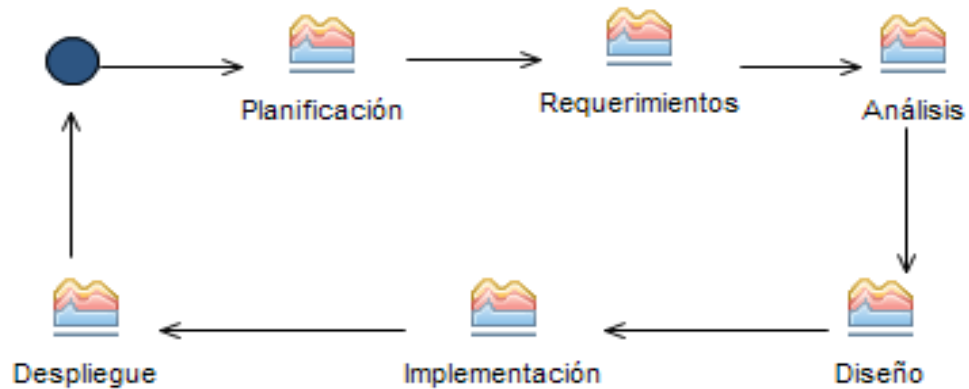 Planificación
Requerimientos
Análisis
Despliegue
Implementación
Diseño